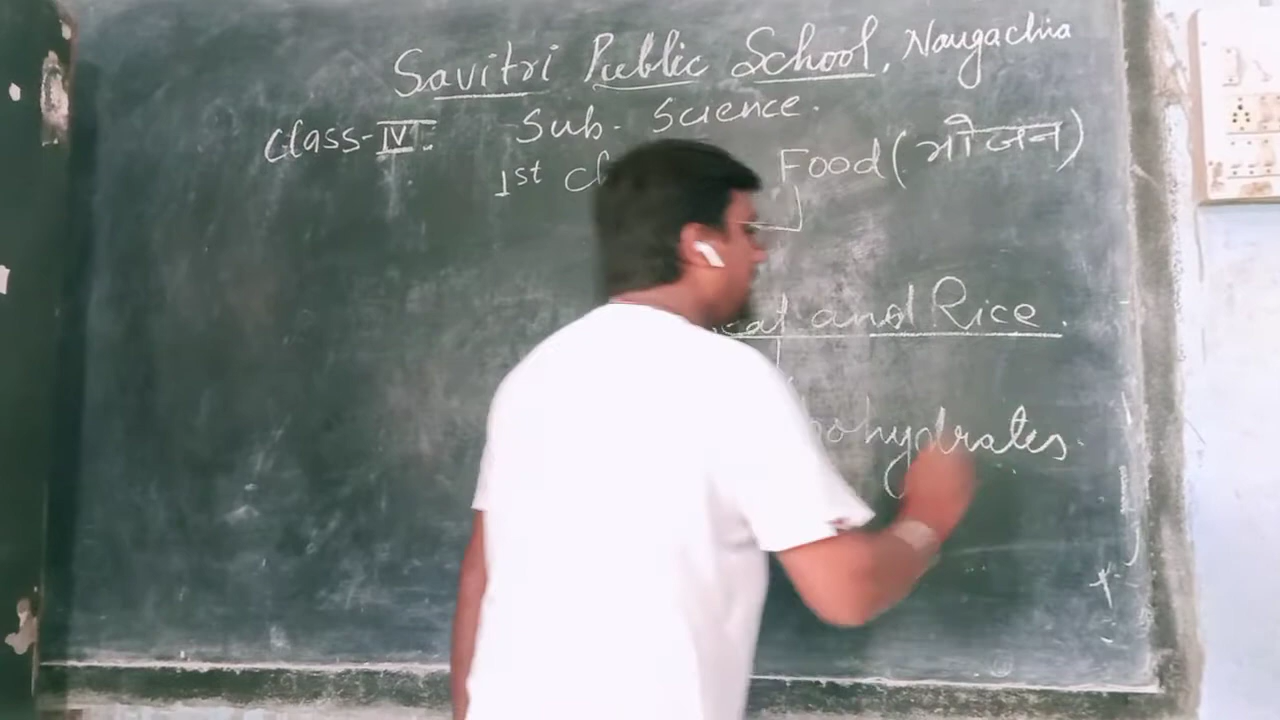 Savitri Public School, Naugachia
Class-IV: Sub. Science.
1st Food (भोजन)
and Rice.
hydrates.